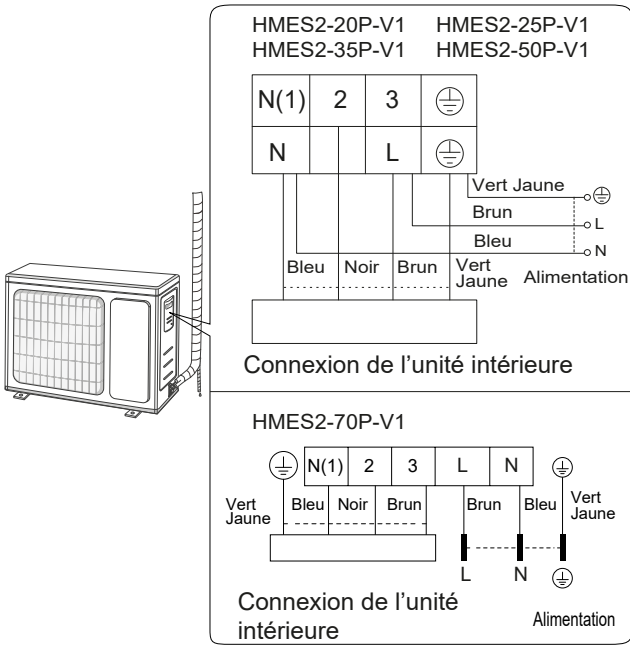 HMES2-20P-V1 HMES2-25P-V1
HMES2-35P-V1 HMES2-50P-V1
N(1) 2 3
N L
Vert Jaune
Brun L
Bleu N
Bleu Noir Brun Vert
Jaune Alimentation
Connexion de l'unité intérieure
HMES2-70P-V1
N(1) 2 3 L N
Vert Bleu Noir Brun Brun Bleu Vert
Jaune Jaune
L N
Connexion de l'unité
intérieure
Alimentation